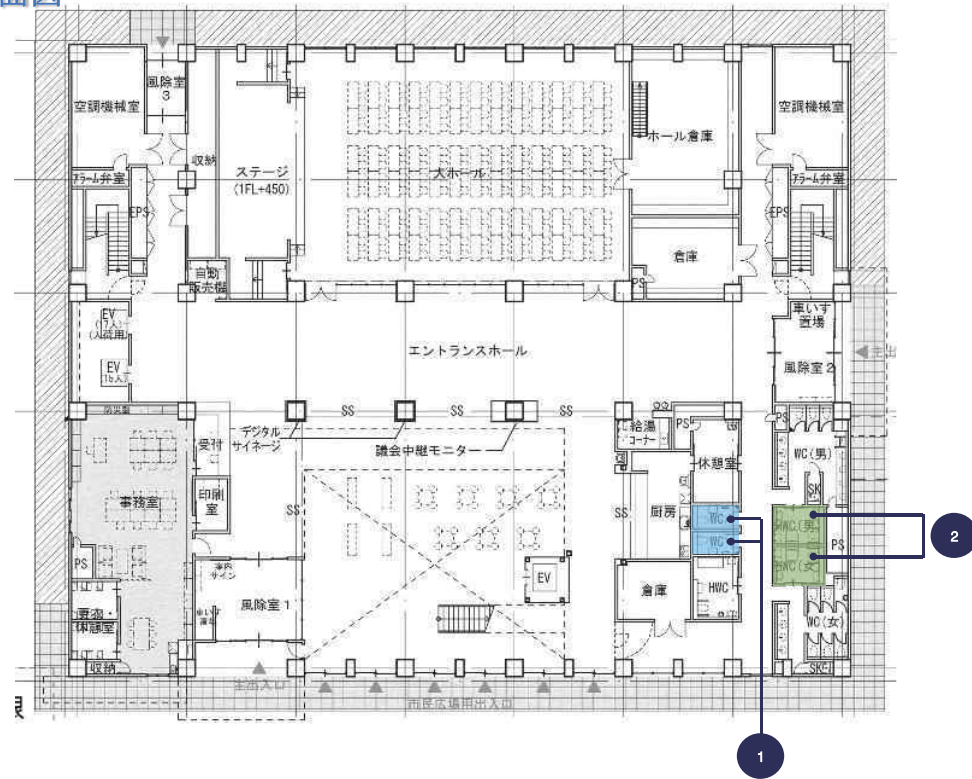 風除室
3
空調機械室
空調機械室
ホール倉庫
収納
ステージ
(1FL+450)
大ホール
アラーム弁室
アラーム弁室
EPS
EPS
倉庫
PS
自動
販売機
EV
(17人)
(人荷用)
車いす
置場
エントランスホール
主出
EV
風除室2
SS
SS
SS
デジタル
サイネージ
受付
議会中継モニター
給湯
コーナー
PS
PS
休憩室
WC(男)
事務室
印刷
室
SS
SS
厨房
SK
WC
HWC(男)
WC
PS
2
HWC(女)
PS
案内
サイン
EV
倉庫
HWC
風除室1
更衣
休憩室
WC(女)
収納
SK
主出入口
市民広場用出入口
1